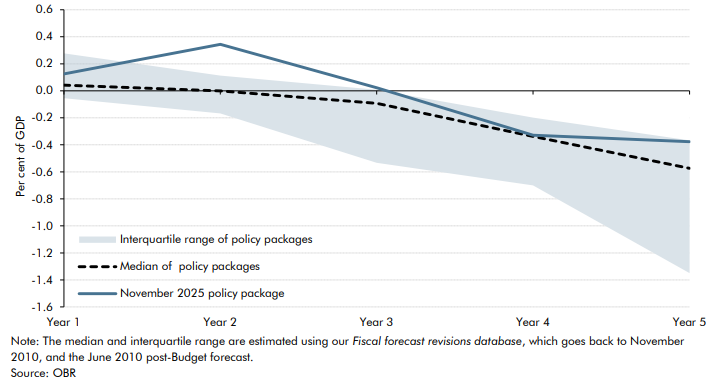 0.6
0.4
0.2
0.0
-0.2
-0.4
-0.6
-0.8
-1.0
-1.2
-1.4
-1.6
Per cent of GDP
Interquartile range of policy packages
Median of policy packages
November 2025 policy package
Year 1 Year 2 Year 3 Year 4 Year 5
Note: The median and interquartile range are estimated using our Fiscal forecast revisions database, which goes back to November
2010, and the June 2010 post-Budget forecast.
Source: OBR